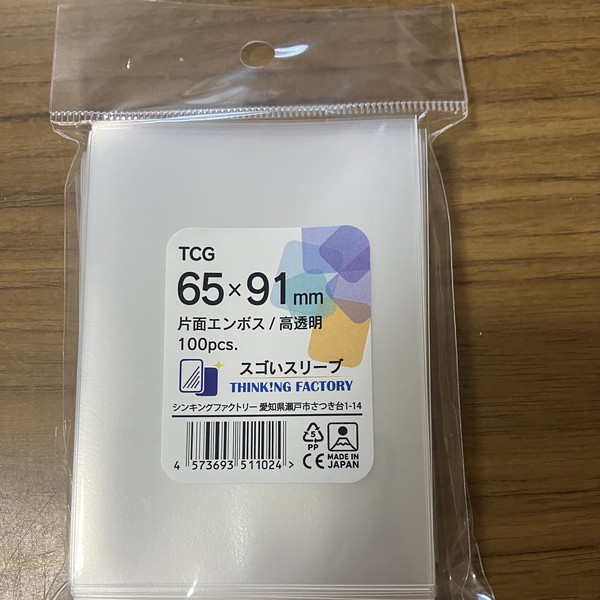 TCG
65×91mm
片面エンボス / 高透明
100pcs.
スゴいスリーブ
THINK!NG FACTORY
シンキングファクトリー 愛知県瀬戸市さつき台1-14
4 573693 511024 >
5
PP
CE
MADE IN
JAPAN